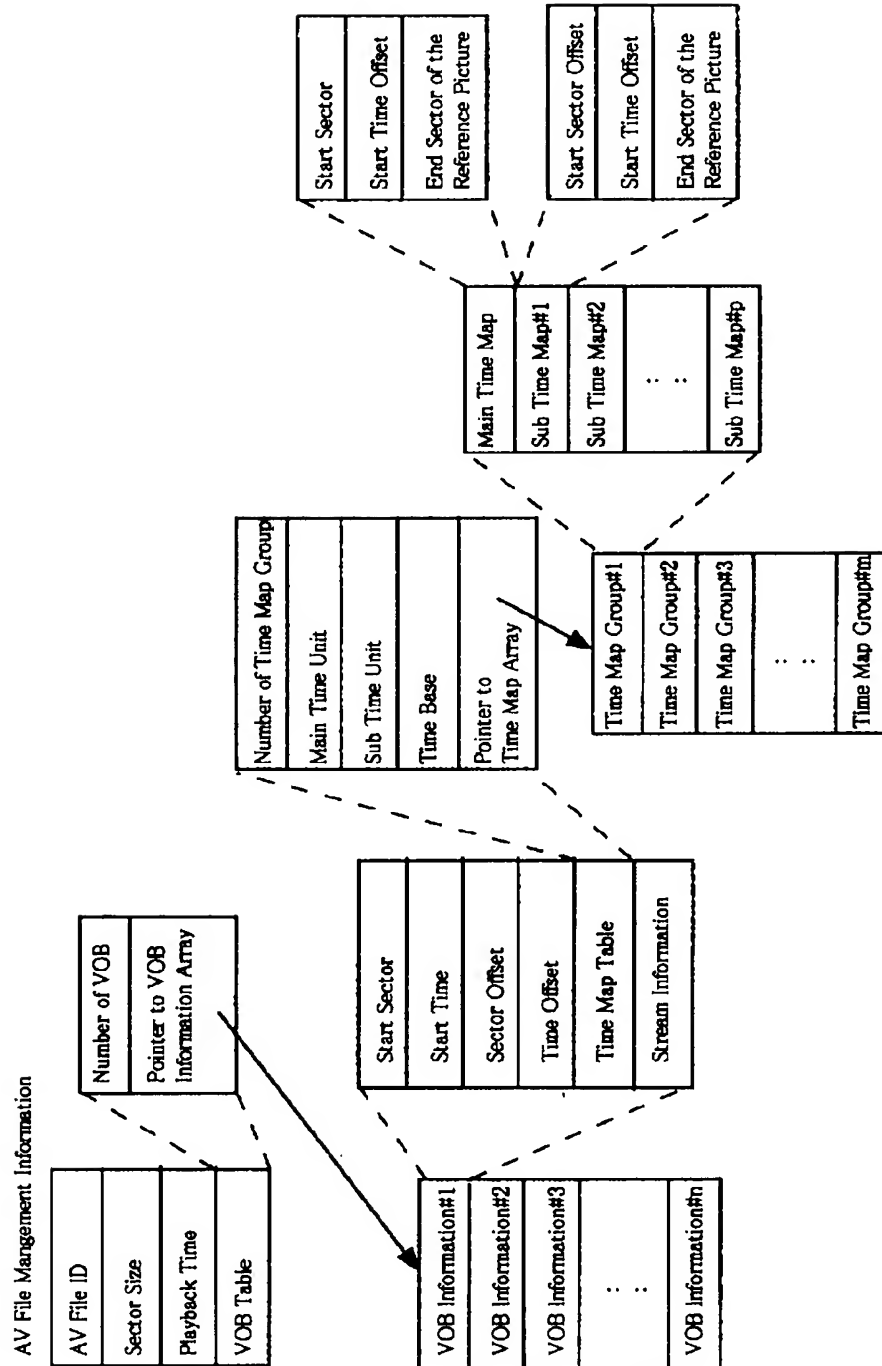 AV File Mangement Information
AV File ID
Sector Size
Playback Time
VOB Table
Number of VOB
Pointer to VOB
Information Array
VOB Information#1
VOB Information#2
VOB Information#3
: :
VOB Information#n
Start Sector
Start Time
Sector Offset
Time Offset
Time Map Table
Stream Information
Number of Time Map Group
Main Time Unit
Sub Time Unit
Time Base
Pointer to
Time Map Array
Time Map Group#1
Time Map Group#2
Time Map Group#3
: :
Time Map Group#m
Main Time Map
Sub Time Map#1
Sub Time Map#2
: :
Sub Time Map#p
Start Sector
Start Time Offset
End Sector of the
Reference Picture
Start Sector Offset
Start Time Offset
End Sector of the
Reference Picture